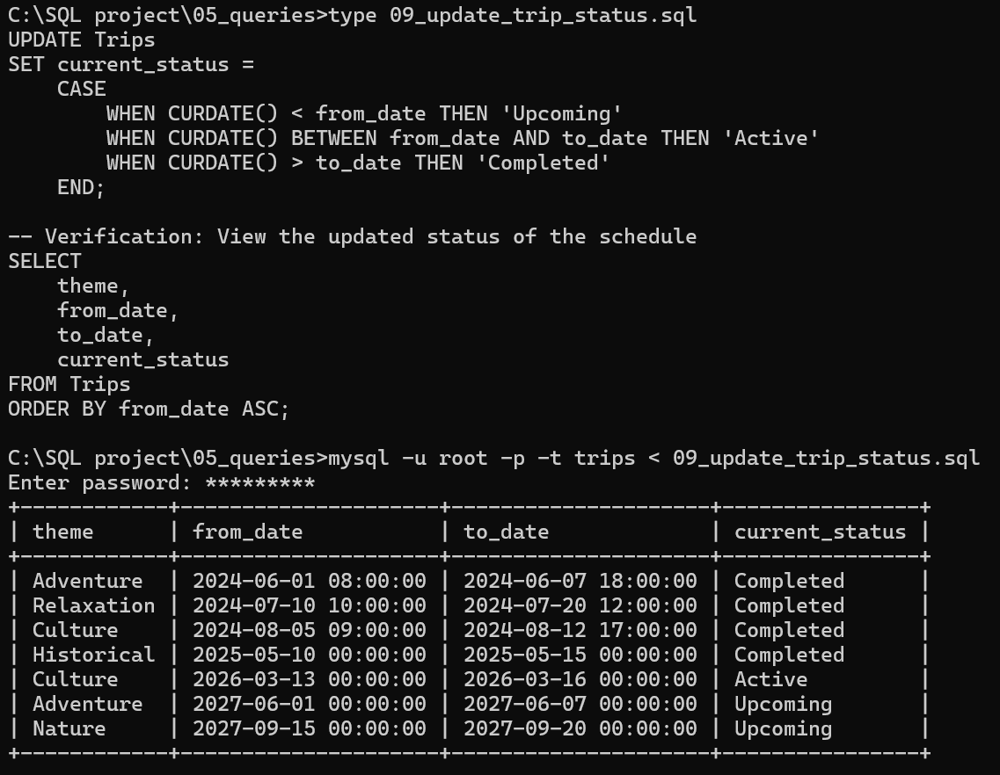 C:\SQL project\05_queries>type 09_update_trip_status.sql
UPDATE Trips
SET current_status =
    CASE
        WHEN CURDATE() < from_date THEN 'Upcoming'
        WHEN CURDATE() BETWEEN from_date AND to_date THEN 'Active'
        WHEN CURDATE() > to_date THEN 'Completed'
    END;

-- Verification: View the updated status of the schedule
SELECT
    theme,
    from_date,
    to_date,
    current_status
FROM Trips
ORDER BY from_date ASC;

C:\SQL project\05_queries>mysql -u root -p -t trips < 09_update_trip_status.sql
Enter password: *********
+------------+---------------------+---------------------+----------------+
| theme      | from_date           | to_date             | current_status |
+------------+---------------------+---------------------+----------------+
| Adventure  | 2024-06-01 08:00:00 | 2024-06-07 18:00:00 | Completed      |
| Relaxation | 2024-07-10 10:00:00 | 2024-07-20 12:00:00 | Completed      |
| Culture    | 2024-08-05 09:00:00 | 2024-08-12 17:00:00 | Completed      |
| Historical | 2025-05-10 00:00:00 | 2025-05-15 00:00:00 | Completed      |
| Culture    | 2026-03-13 00:00:00 | 2026-03-16 00:00:00 | Active         |
| Adventure  | 2027-06-01 00:00:00 | 2027-06-07 00:00:00 | Upcoming       |
| Nature     | 2027-09-15 00:00:00 | 2027-09-20 00:00:00 | Upcoming       |
+------------+---------------------+---------------------+----------------+